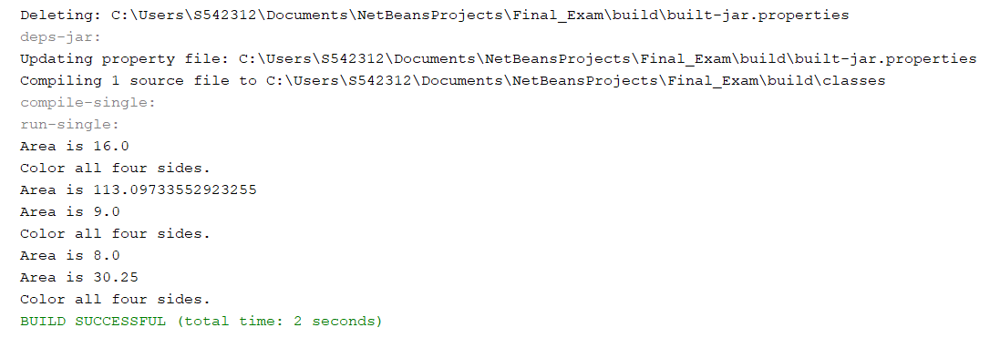 Deleting: C:\Users\S542312\Documents\NetBeansProjects\Final_Exam\build\built-jar.properties
deps-jar:
Updating property file: C:\Users\S542312\Documents\NetBeansProjects\Final_Exam\build\built-jar.properties
Compiling 1 source file to C:\Users\S542312\Documents\NetBeansProjects\Final_Exam\build\classes
compile-single:
run-single:
Area is 16.0
Color all four sides.
Area is 113.09733552923255
Area is 9.0
Color all four sides.
Area is 8.0
Area is 30.25
Color all four sides.
BUILD SUCCESSFUL (total time: 2 seconds)